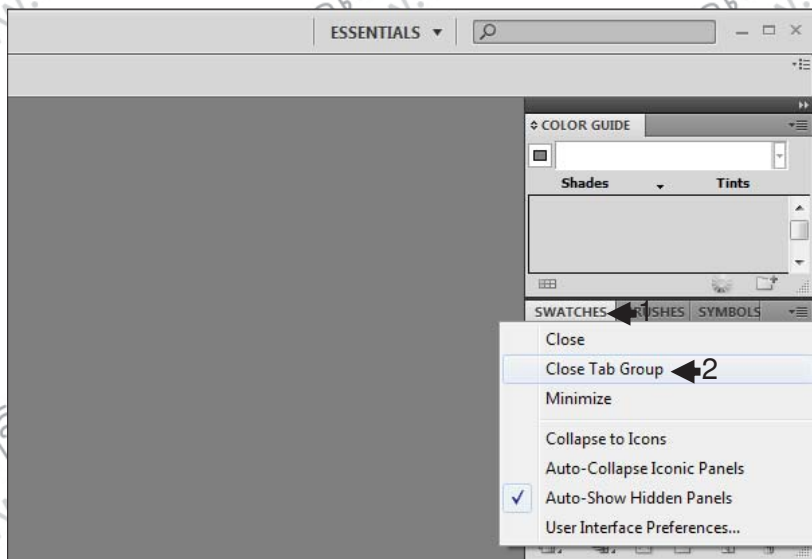 ESSENTIALS
COLOR GUIDE
Shades Tints
SWATCHES 1 RUSHES SYMBOLS
Close
Close Tab Group 2
Minimize
Collapse to Icons
Auto-Collapse Iconic Panels
Auto-Show Hidden Panels
User Interface Preferences...